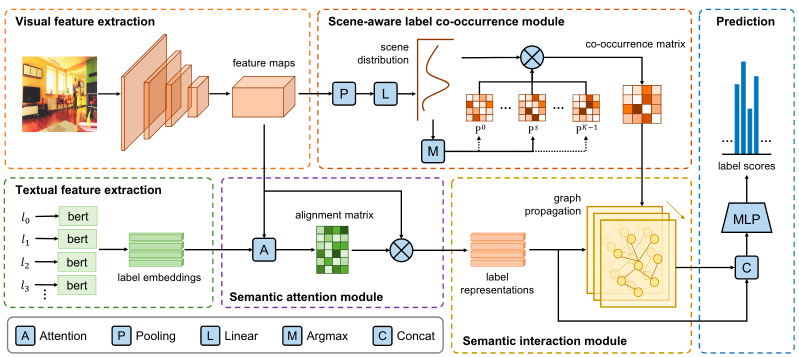 Visual feature extraction
feature maps
Scene-aware label co-occurrence module
scene
distribution
co-occurrence matrix
P
L
M
...
...
P^0
P^s
P^{K-1}
Prediction
...
...
label scores
MLP
C
Textual feature extraction
l_0
bert
l_1
bert
l_2
bert
l_3
bert
⋮
label embeddings
alignment matrix
A
Semantic attention module
graph
propagation
label
representations
Semantic interaction module
A Attention
P Pooling
L Linear
M Argmax
C Concat